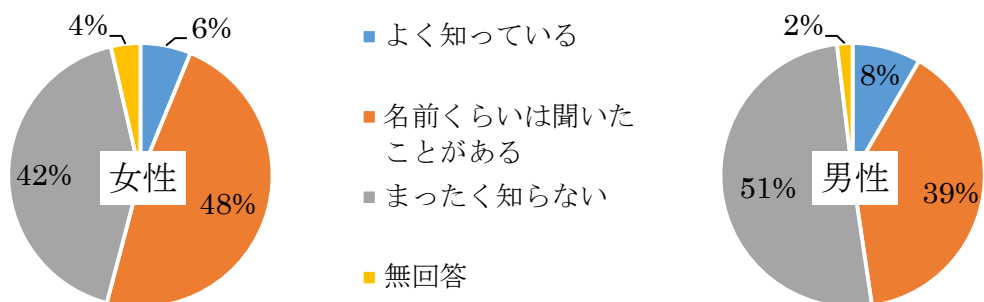 4%
6%
42%
女性
48%
よく知っている
名前くらいは聞いた
ことがある
まったく知らない
無回答
2%
8%
51%
男性
39%